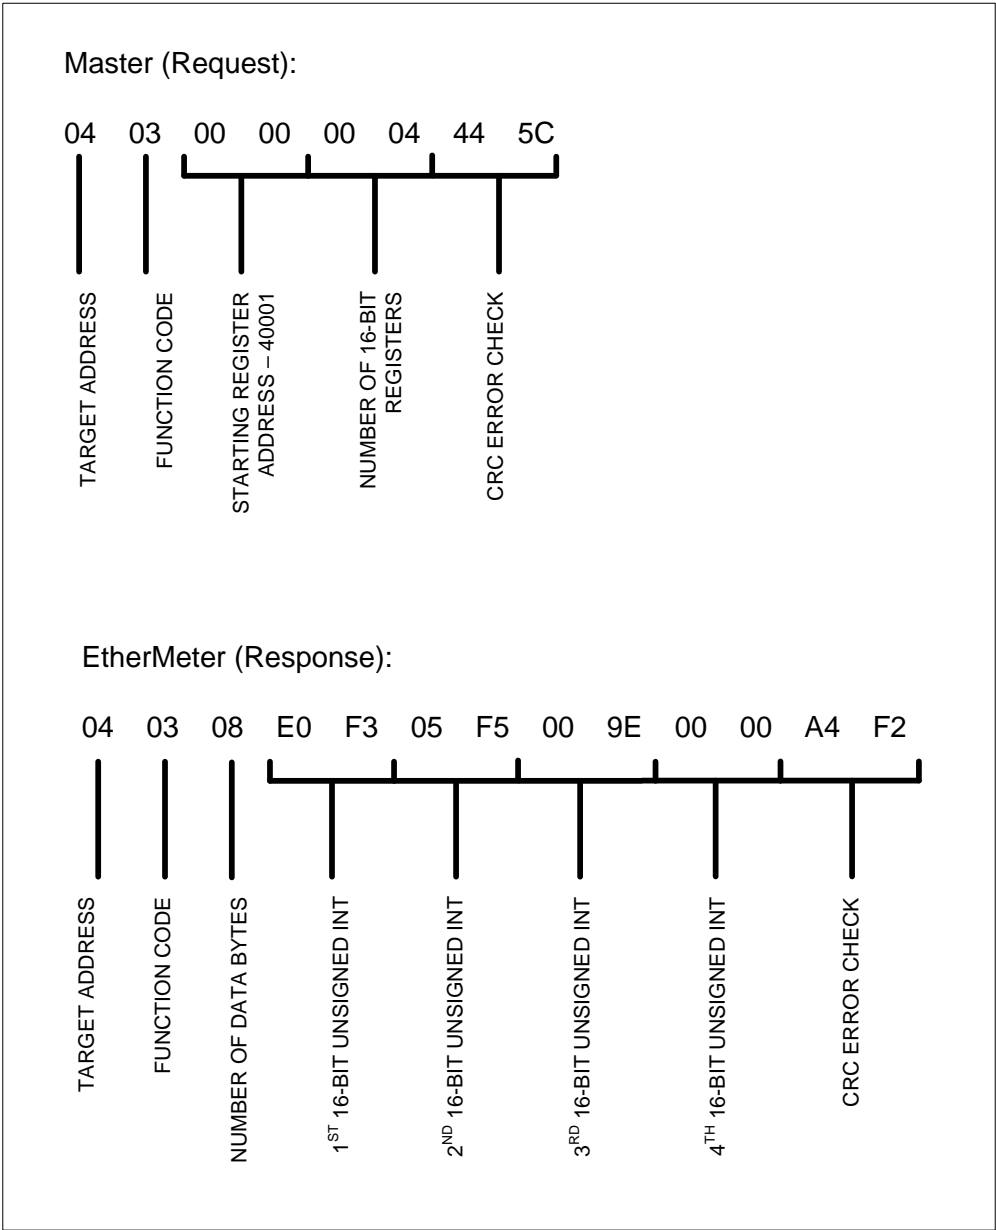 Master (Request):
04 03 00 00 00 04 44 5C
TARGET ADDRESS
FUNCTION CODE
STARTING REGISTER
ADDRESS – 40001
NUMBER OF 16-BIT
REGISTERS
CRC ERROR CHECK
EtherMeter (Response):
04 03 08 E0 F3 05 F5 00 9E 00 00 A4 F2
TARGET ADDRESS
FUNCTION CODE
NUMBER OF DATA BYTES
1ST 16-BIT UNSIGNED INT
2ND 16-BIT UNSIGNED INT
3RD 16-BIT UNSIGNED INT
4TH 16-BIT UNSIGNED INT
CRC ERROR CHECK